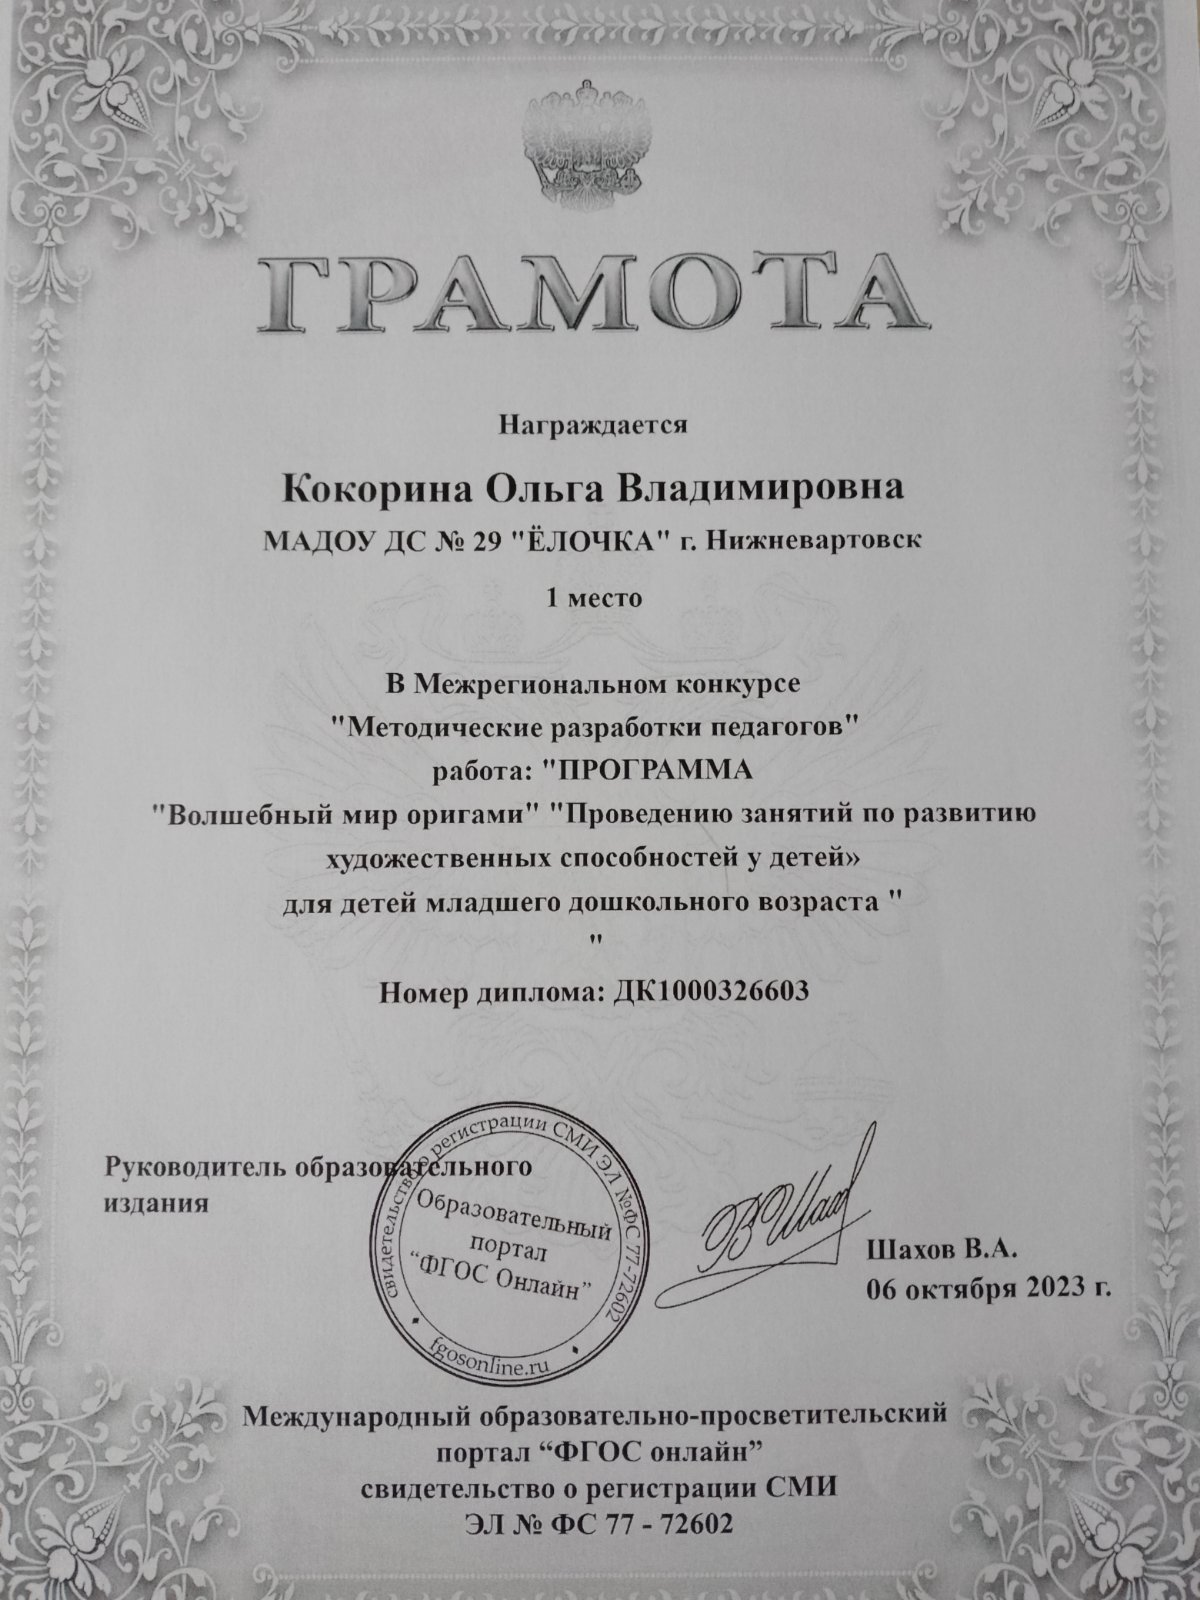 ГРАМОТА
Награждается
Кокорина Ольга Владимировна
МАДОУ ДС № 29 "ЁЛОЧКА" г. Нижневартовск
1 место
В Межрегиональном конкурсе
"Методические разработки педагогов"
работа: "ПРОГРАММА
"Волшебный мир оригами" "Проведению занятий по развитию
художественных способностей у детей»
для детей младшего дошкольного возраста "
"
Номер диплома: ДК1000326603
Руководитель образовательного
издания
свидетельство о регистрации СМИ ЭЛ №ФС 77-72602
Образовательный
портал
“ФГОС Онлайн”
fgosonline.ru
ВШах
Шахов В.А.
06 октября 2023 г.
Международный образовательно-просветительский
портал “ФГОС онлайн”
свидетельство о регистрации СМИ
ЭЛ № ФС 77 - 72602